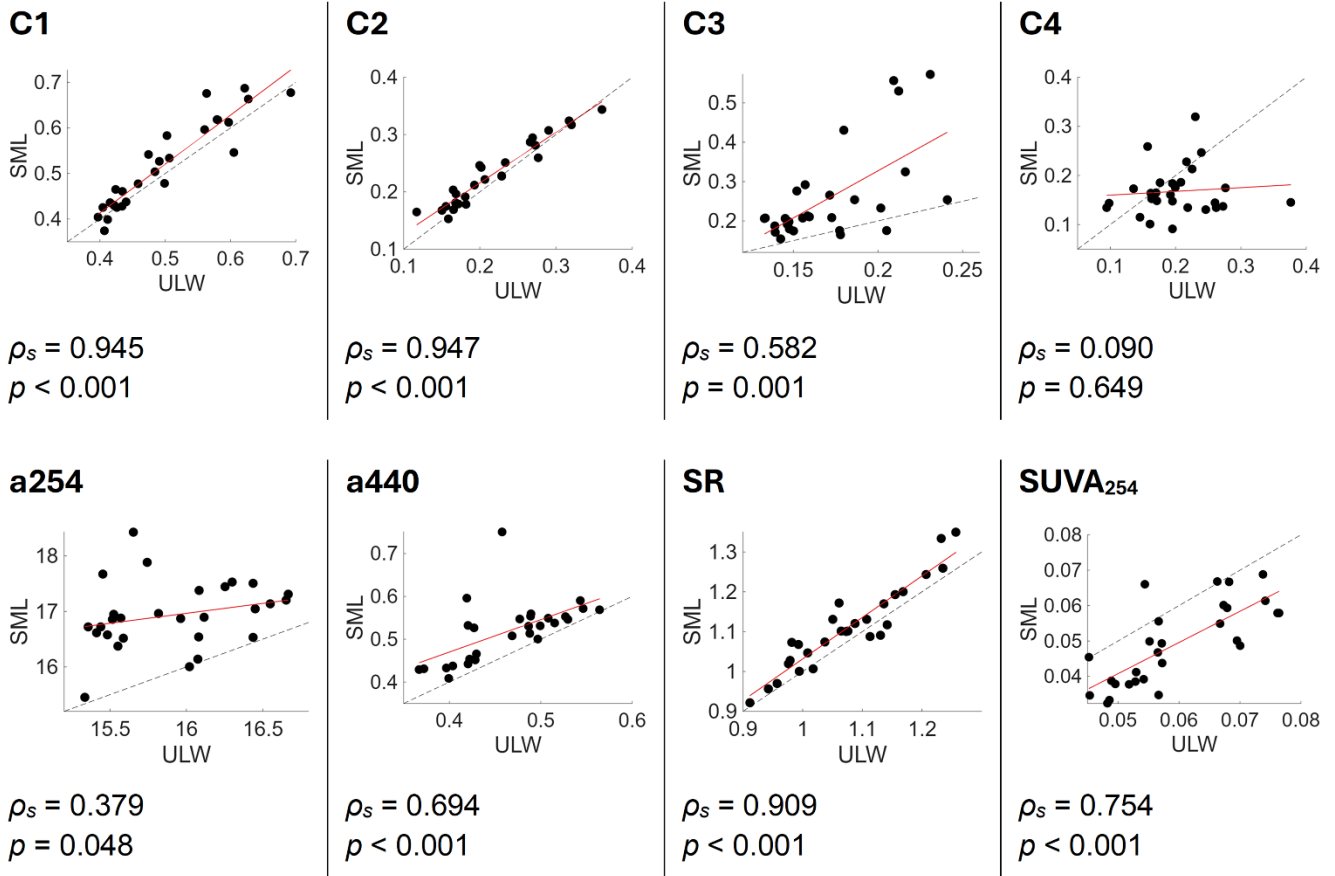 C1
0.7
0.6
0.5
0.4
SML
0.4 0.5 0.6 0.7
ULW
ρs = 0.945
p < 0.001
C2
0.4
0.3
0.2
0.1
SML
0.1 0.2 0.3 0.4
ULW
ρs = 0.947
p < 0.001
C3
0.5
0.4
0.3
0.2
SML
0.15 0.2 0.25
ULW
ρs = 0.582
p = 0.001
C4
0.4
0.3
0.2
0.1
SML
0.1 0.2 0.3 0.4
ULW
ρs = 0.090
p = 0.649
a254
18
17
16
SML
15.5 16 16.5
ULW
ρs = 0.379
p = 0.048
a440
0.7
0.6
0.5
0.4
SML
0.4 0.5 0.6
ULW
ρs = 0.694
p < 0.001
SR
1.3
1.2
1.1
1
0.9
SML
0.9 1 1.1 1.2
ULW
ρs = 0.909
p < 0.001
SUVA254
0.08
0.07
0.06
0.05
0.04
SML
0.05 0.06 0.07 0.08
ULW
ρs = 0.754
p < 0.001